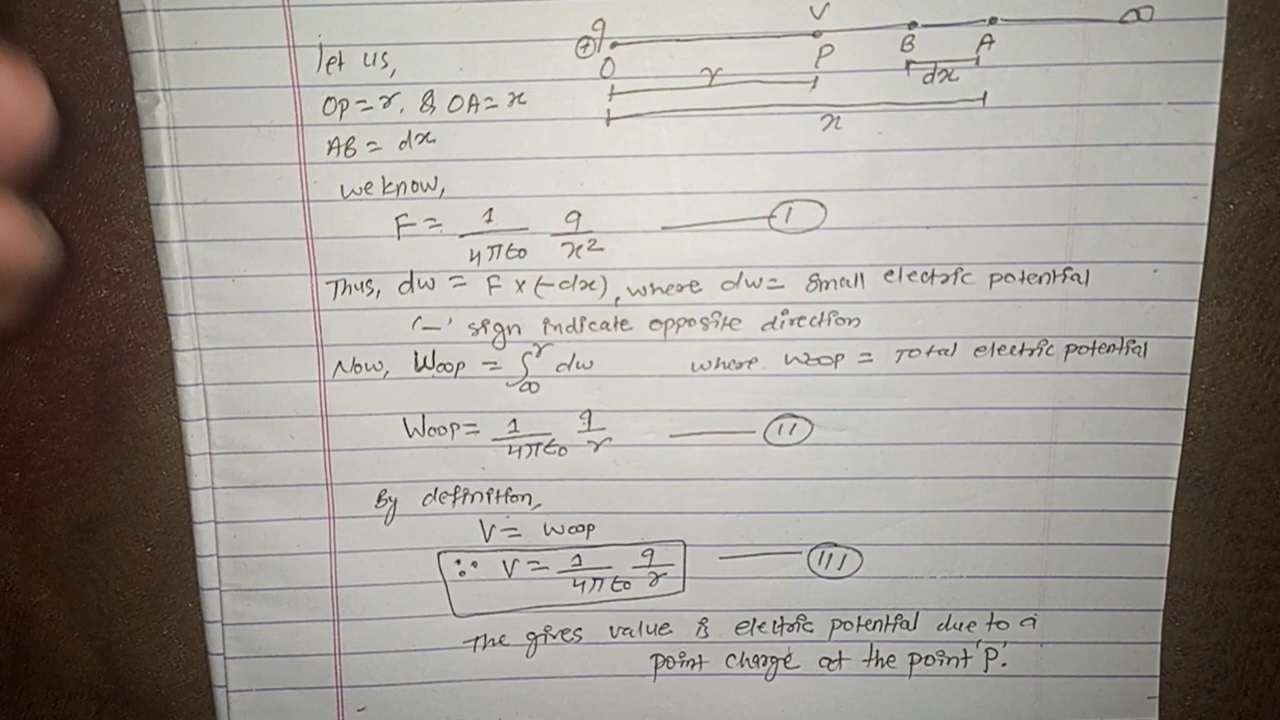 ⊕q O V P B A ∞
r dx
x
let us,
OP = r, & OA = x
AB = dx
we know,
F = 1/4πε0 q/x² —— (I)
Thus, dw = F x (-dx), where dw = Small electric potential
'-' sign indicate opposite direction
Now, W∞p = ∫∞^r dw where W∞p = Total electric potential
W∞p = 1/4πε0 q/r —— (II)
By definition,
V = W∞p
∵ V = 1/4πε0 q/r —— (III)
The gives value is electric potential due to a
point charge at the point 'P'.